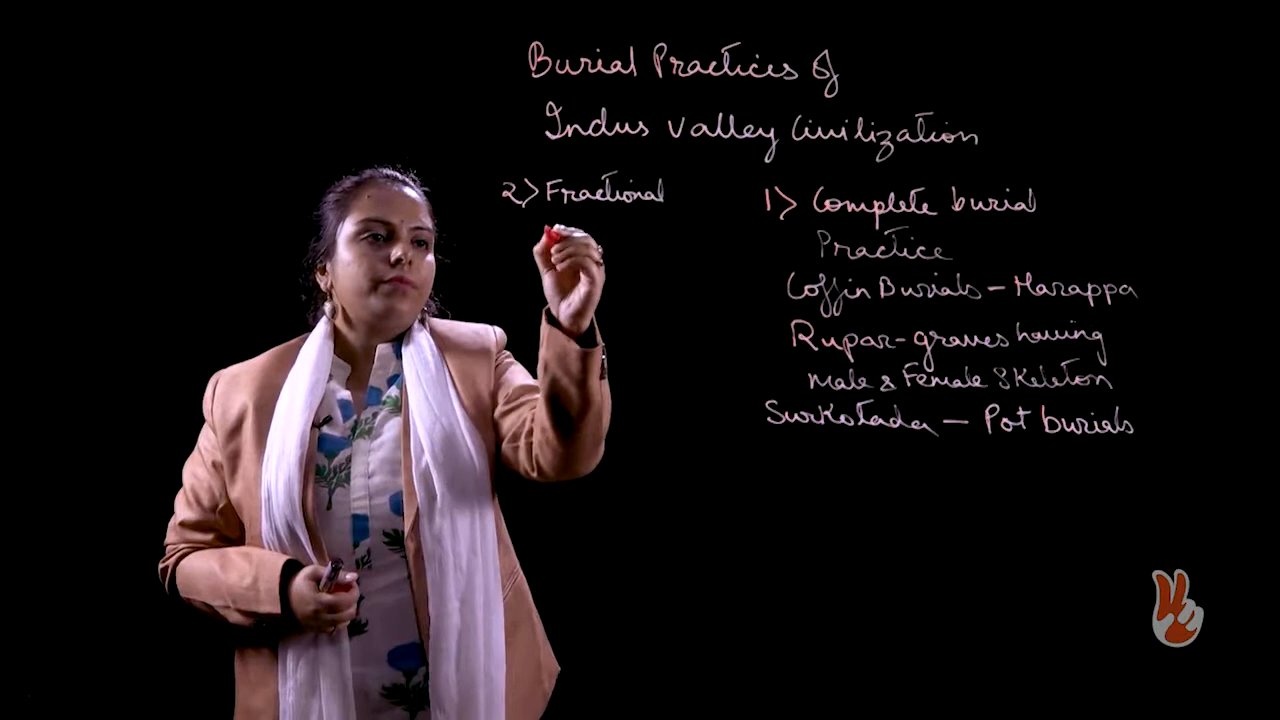 Burial Practices of
Indus Valley Civilization
1> Complete burial
Practice
Coffin Burials - Harappa
Rupar - graves having
male & Female Skeleton
Surkotada - Pot burials
2> Fractional